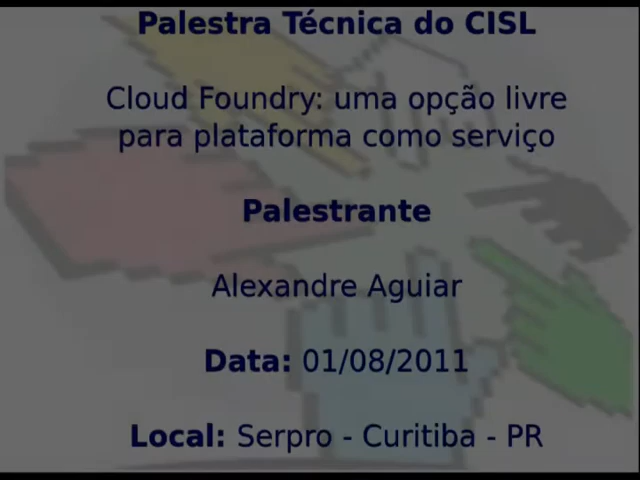 Palestra Técnica do CISL
Cloud Foundry: uma opção livre
para plataforma como serviço
Palestrante
Alexandre Aguiar
Data: 01/08/2011
Local: Serpro - Curitiba - PR